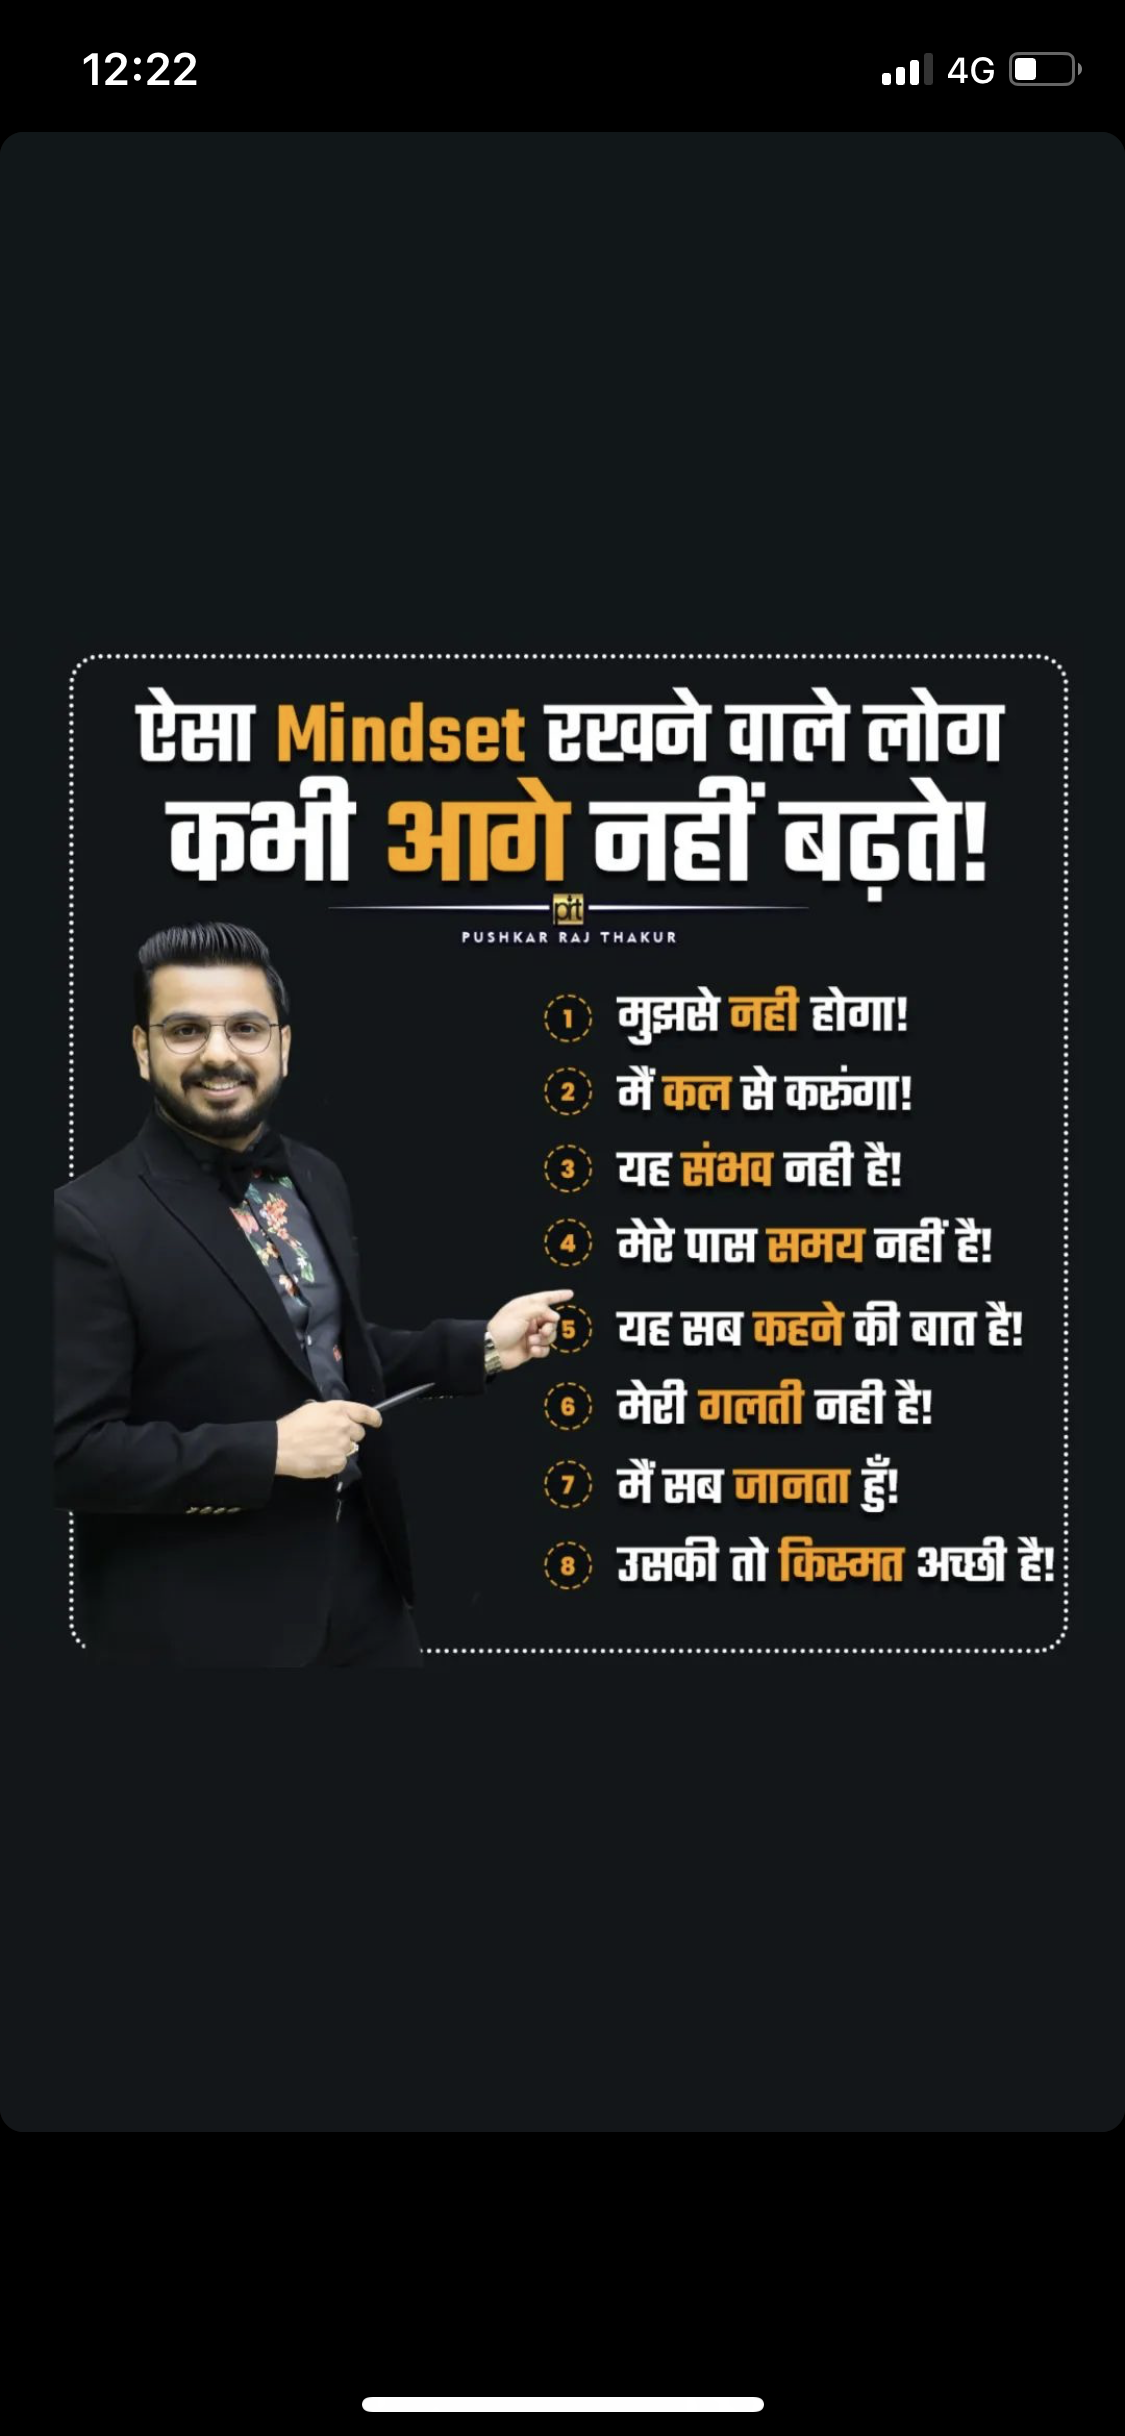 12:22
4G
ऐसा Mindset रखने वाले लोग
कभी आगे नहीं बढ़ते!
prt
PUSHKAR RAJ THAKUR
1 मुझसे नही होगा!
2 मैं कल से करूंगा!
3 यह संभव नही है!
4 मेरे पास समय नहीं है!
5 यह सब कहने की बात है!
6 मेरी गलती नही है!
7 मैं सब जानता हुँ!
8 उसकी तो किस्मत अच्छी है!